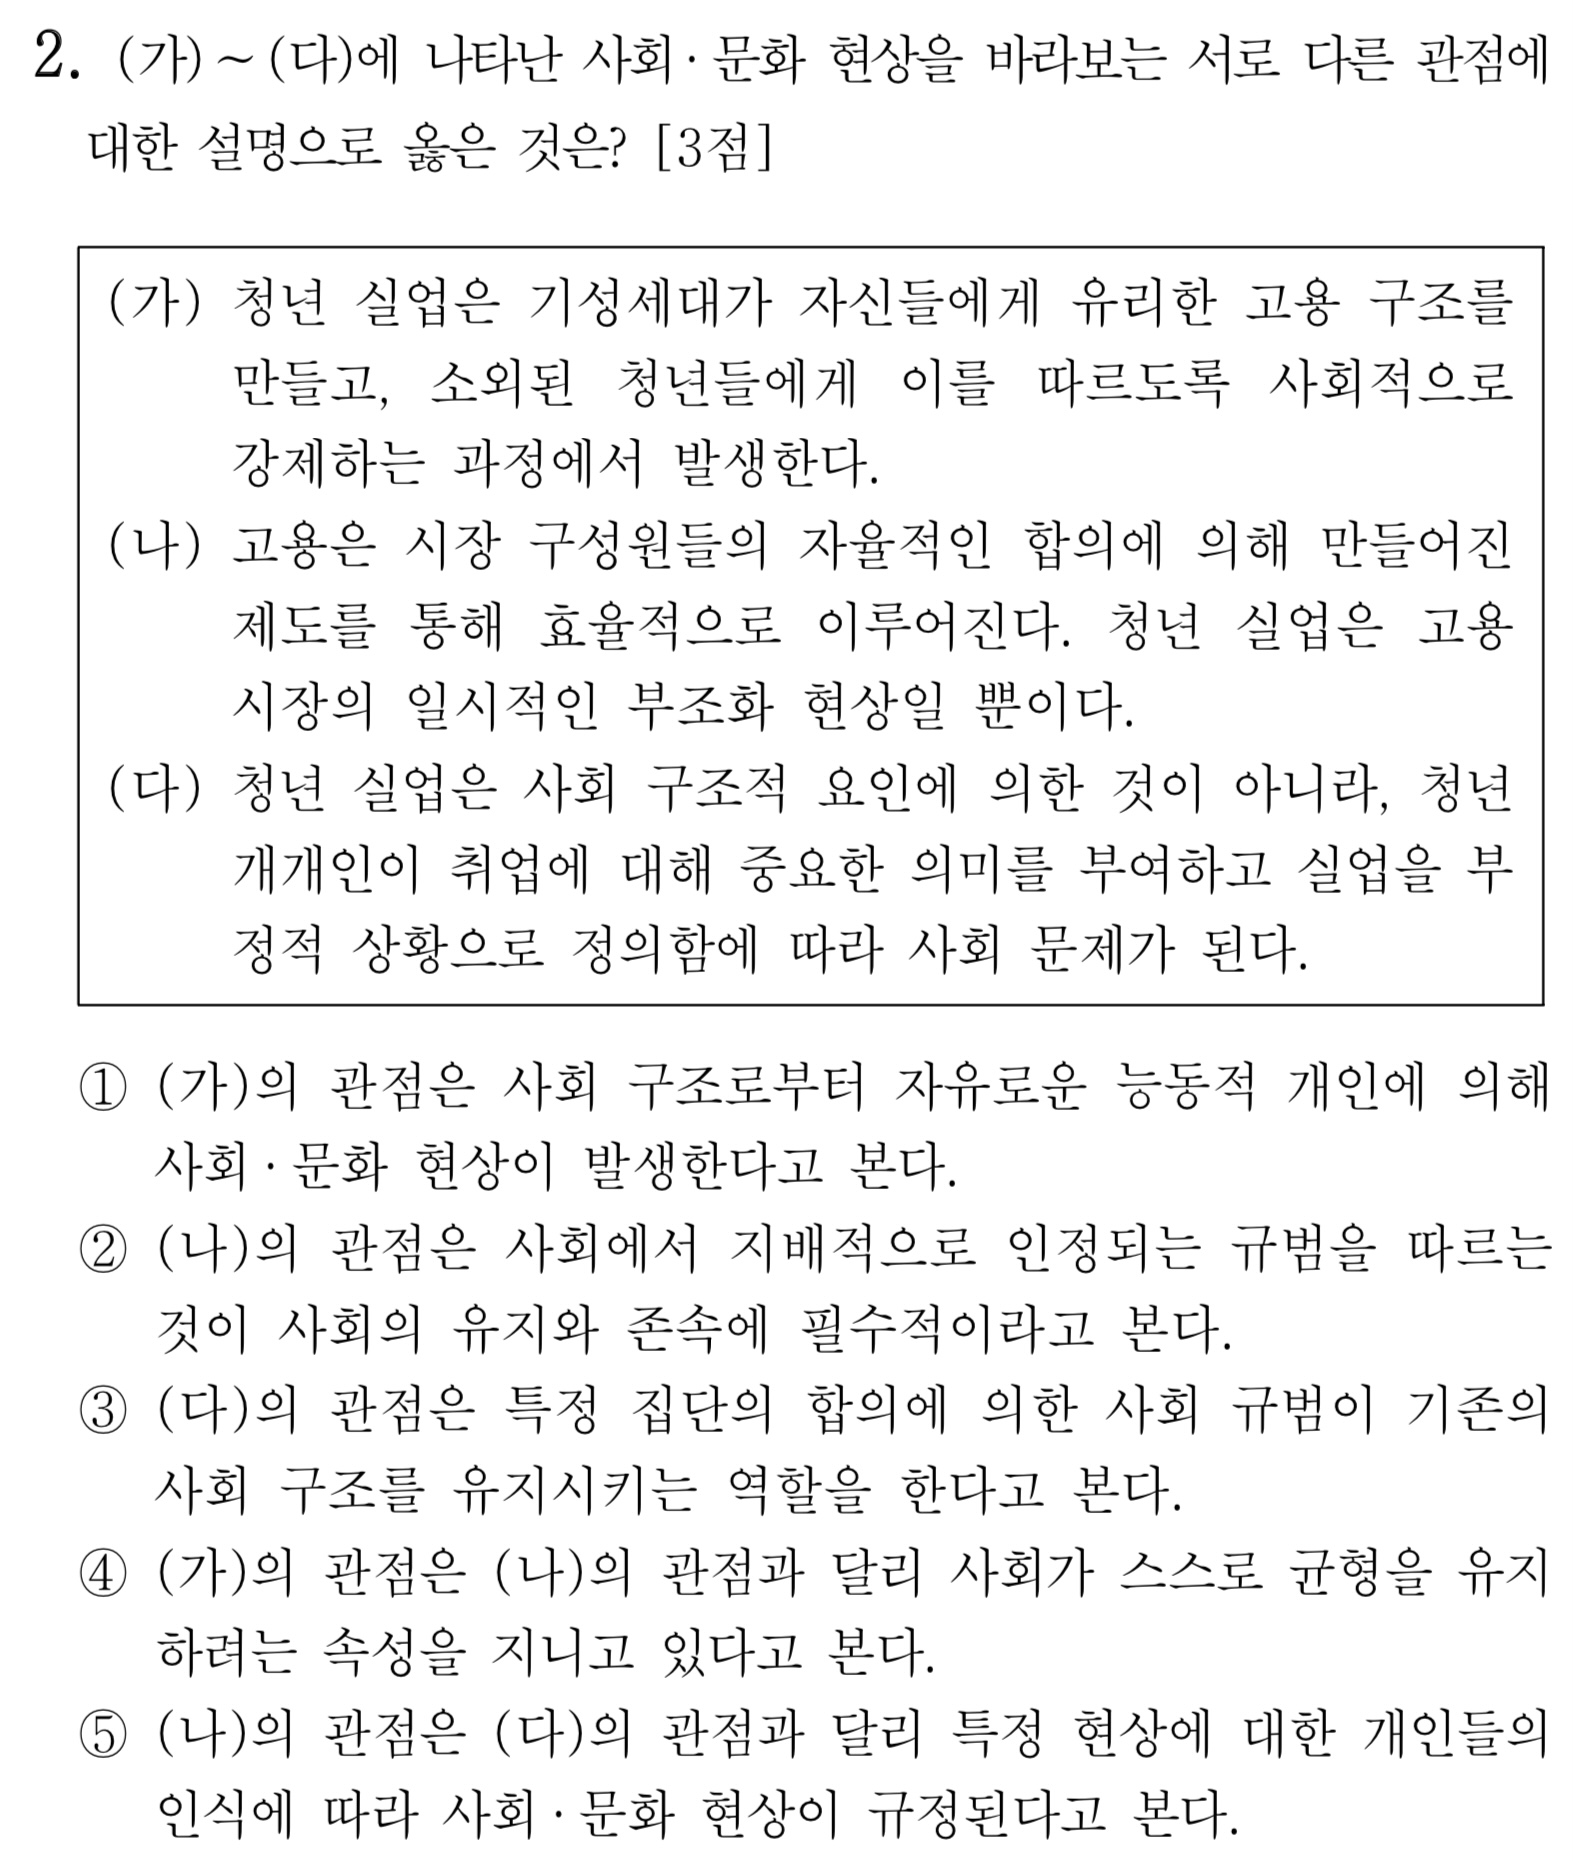 2. (가)~(다)에 나타난 사회·문화 현상을 바라보는 서로 다른 관점에
대한 설명으로 옳은 것은? [3점]
(가) 청년 실업은 기성세대가 자신들에게 유리한 고용 구조를
만들고, 소외된 청년들에게 이를 따르도록 사회적으로
강제하는 과정에서 발생한다.
(나) 고용은 시장 구성원들의 자율적인 합의에 의해 만들어진
제도를 통해 효율적으로 이루어진다. 청년 실업은 고용
시장의 일시적인 부조화 현상일 뿐이다.
(다) 청년 실업은 사회 구조적 요인에 의한 것이 아니라, 청년
개개인이 취업에 대해 중요한 의미를 부여하고 실업을 부
정적 상황으로 정의함에 따라 사회 문제가 된다.
① (가)의 관점은 사회 구조로부터 자유로운 능동적 개인에 의해
사회·문화 현상이 발생한다고 본다.
② (나)의 관점은 사회에서 지배적으로 인정되는 규범을 따르는
것이 사회의 유지와 존속에 필수적이라고 본다.
③ (다)의 관점은 특정 집단의 합의에 의한 사회 규범이 기존의
사회 구조를 유지시키는 역할을 한다고 본다.
④ (가)의 관점은 (나)의 관점과 달리 사회가 스스로 균형을 유지
하려는 속성을 지니고 있다고 본다.
⑤ (나)의 관점은 (다)의 관점과 달리 특정 현상에 대한 개인들의
인식에 따라 사회·문화 현상이 규정된다고 본다.